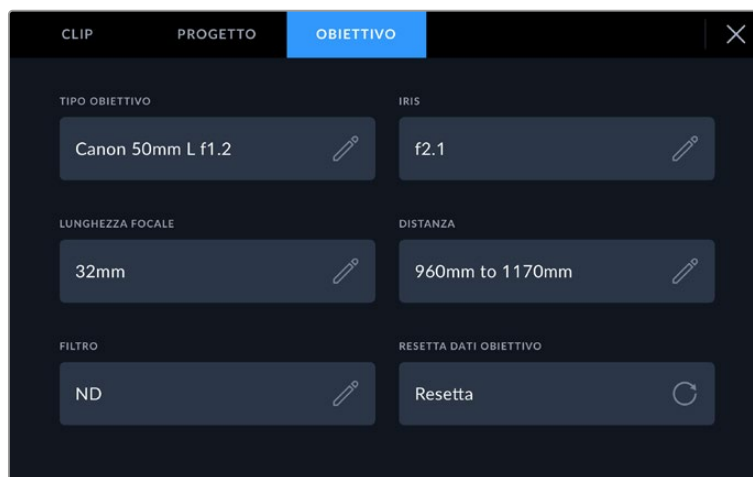 CLIP PROGETTO OBIETTIVO
TIPO OBIETTIVO IRIS
Canon 50mm L f1.2 f2.1
LUNGHEZZA FOCALE DISTANZA
32mm 960mm to 1170mm
FILTRO RESETTA DATI OBIETTIVO
ND Resetta